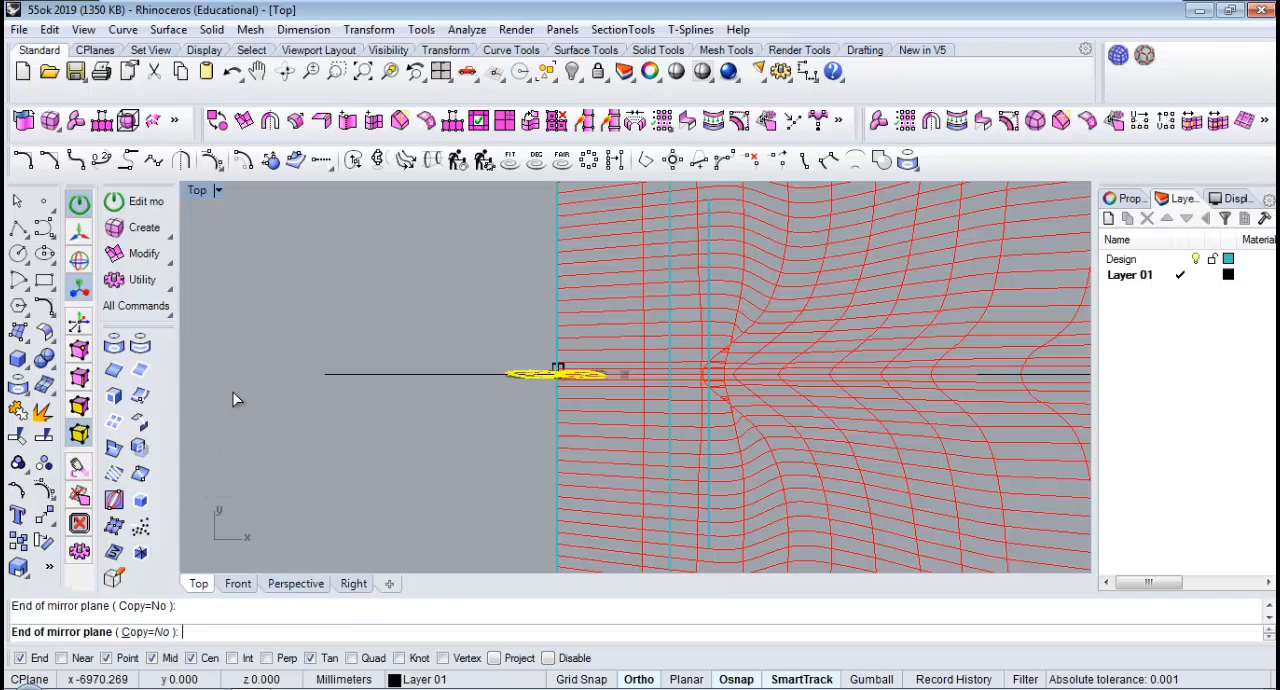 55ok 2019 (1350 KB) - Rhinoceros (Educational) - [Top]
File Edit View Curve Surface Solid Mesh Dimension Transform Tools Analyze Render Panels SectionTools T-Splines Help
Standard CPlanes Set View Display Select Viewport Layout Visibility Transform Curve Tools Surface Tools Solid Tools Mesh Tools Render Tools Drafting New in V5
FIT DEG FAIR
Top
Edit mo
Create
Modify
Utility
All Commands
Prop... Laye... Displ...
Name Material
Design
Layer 01
y
x
Top Front Perspective Right
End of mirror plane ( Copy=No ):
End of mirror plane ( Copy=No ):
End Near Point Mid Cen Int Perp Tan Quad Knot Vertex Project Disable
CPlane x -6970.269 y 0.000 z 0.000 Millimeters Layer 01 Grid Snap Ortho Planar Osnap SmartTrack Gumball Record History Filter Absolute tolerance: 0.001